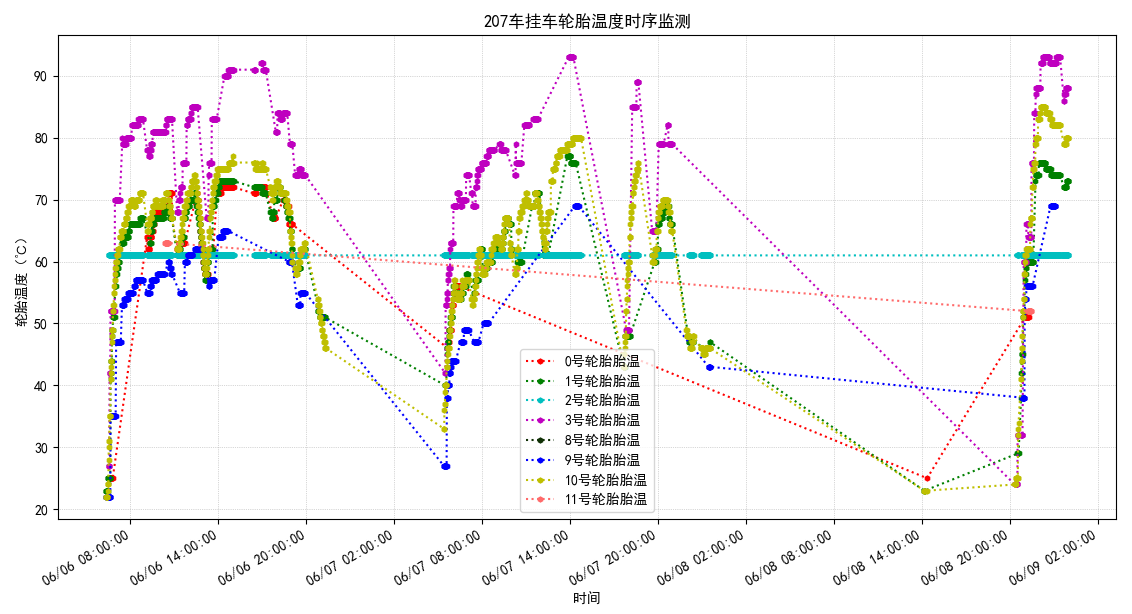 207车挂车轮胎温度时序监测
轮胎温度（℃）
90
80
70
60
50
40
30
20
0号轮胎胎温
1号轮胎胎温
2号轮胎胎温
3号轮胎胎温
8号轮胎胎温
9号轮胎胎温
10号轮胎胎温
11号轮胎胎温
06/06 08:00:00
06/06 14:00:00
06/06 20:00:00
06/07 02:00:00
06/07 08:00:00
06/07 14:00:00
06/07 20:00:00
06/08 02:00:00
06/08 08:00:00
06/08 14:00:00
06/08 20:00:00
06/09 02:00:00
时间